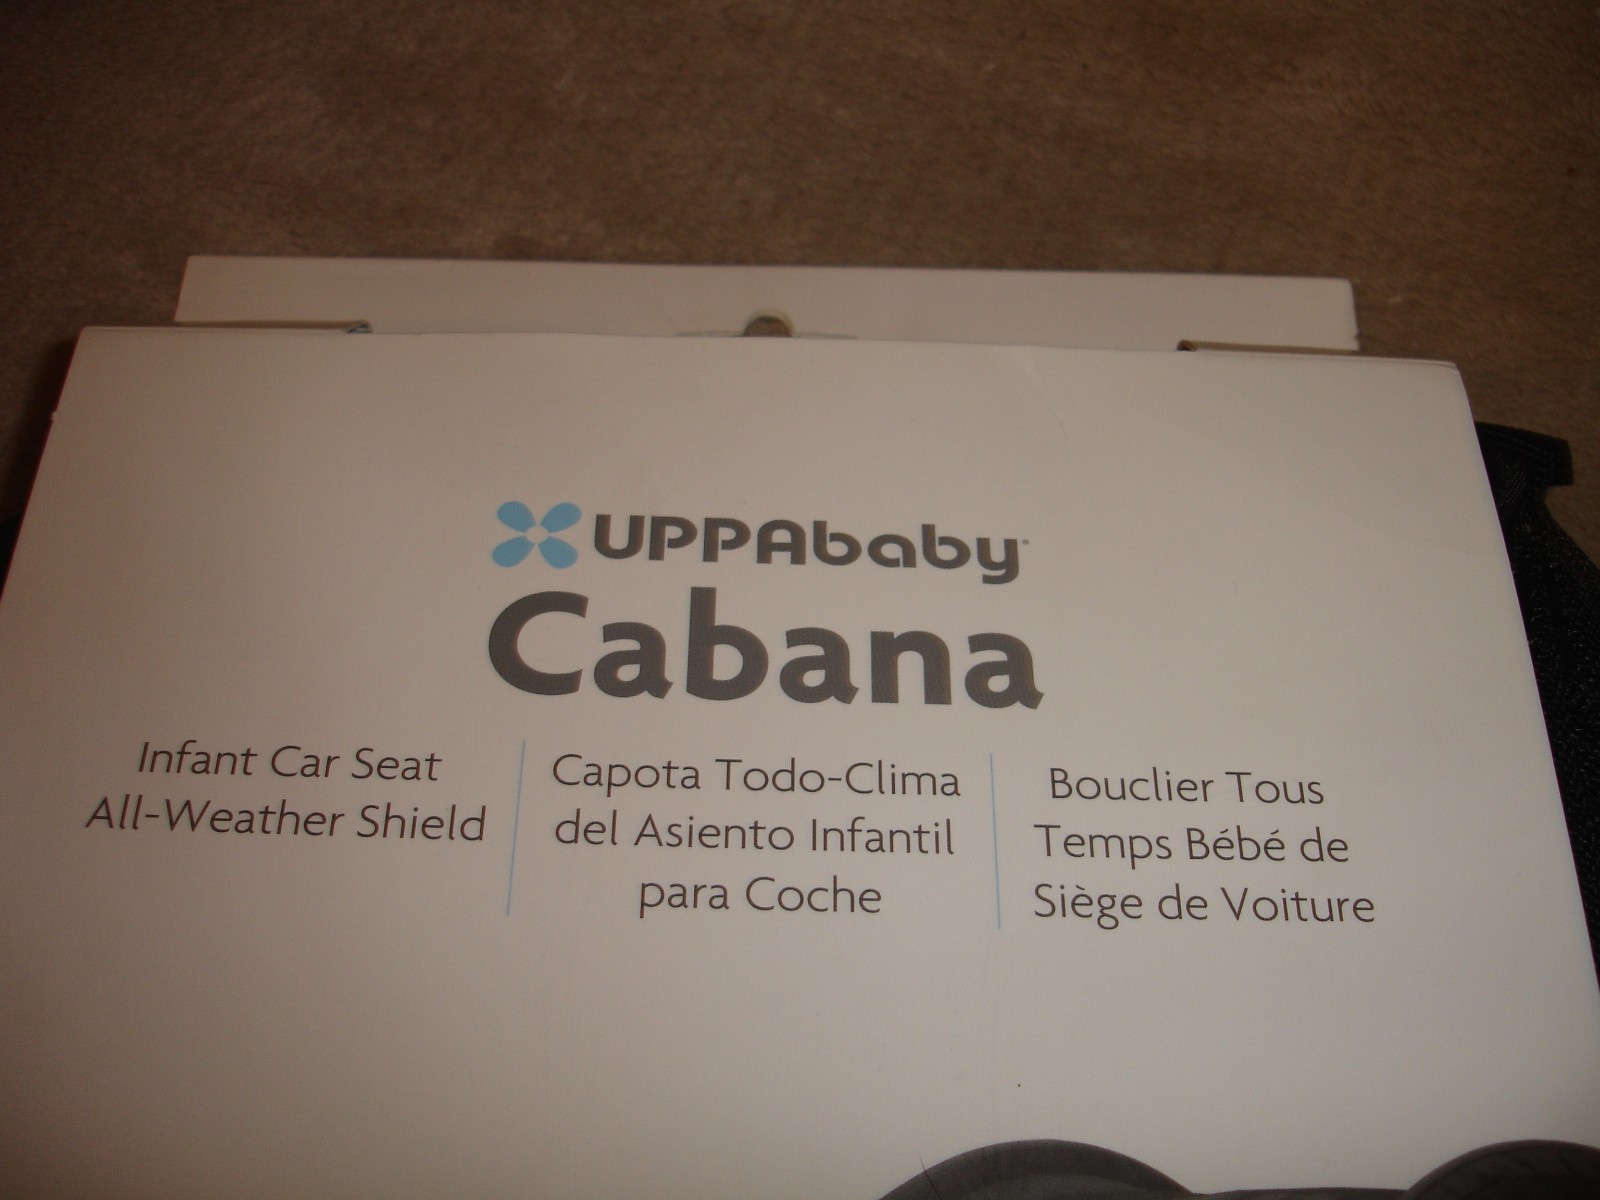 UPPAbaby
Cabana
Infant Car Seat
All-Weather Shield
Capota Todo-Clima
del Asiento Infantil
para Coche
Bouclier Tous
Temps Bébé de
Siège de Voiture